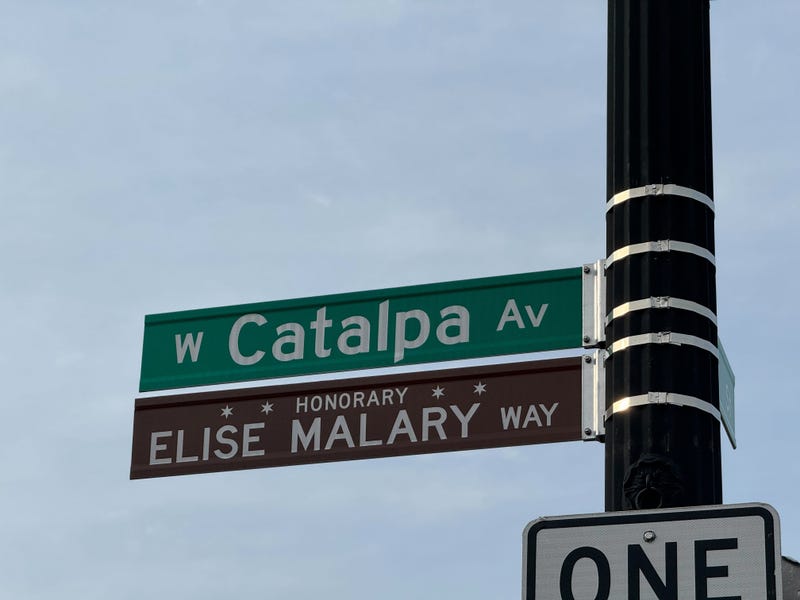 W Catalpa Av
HONORARY
ELISE MALARY WAY
ONE